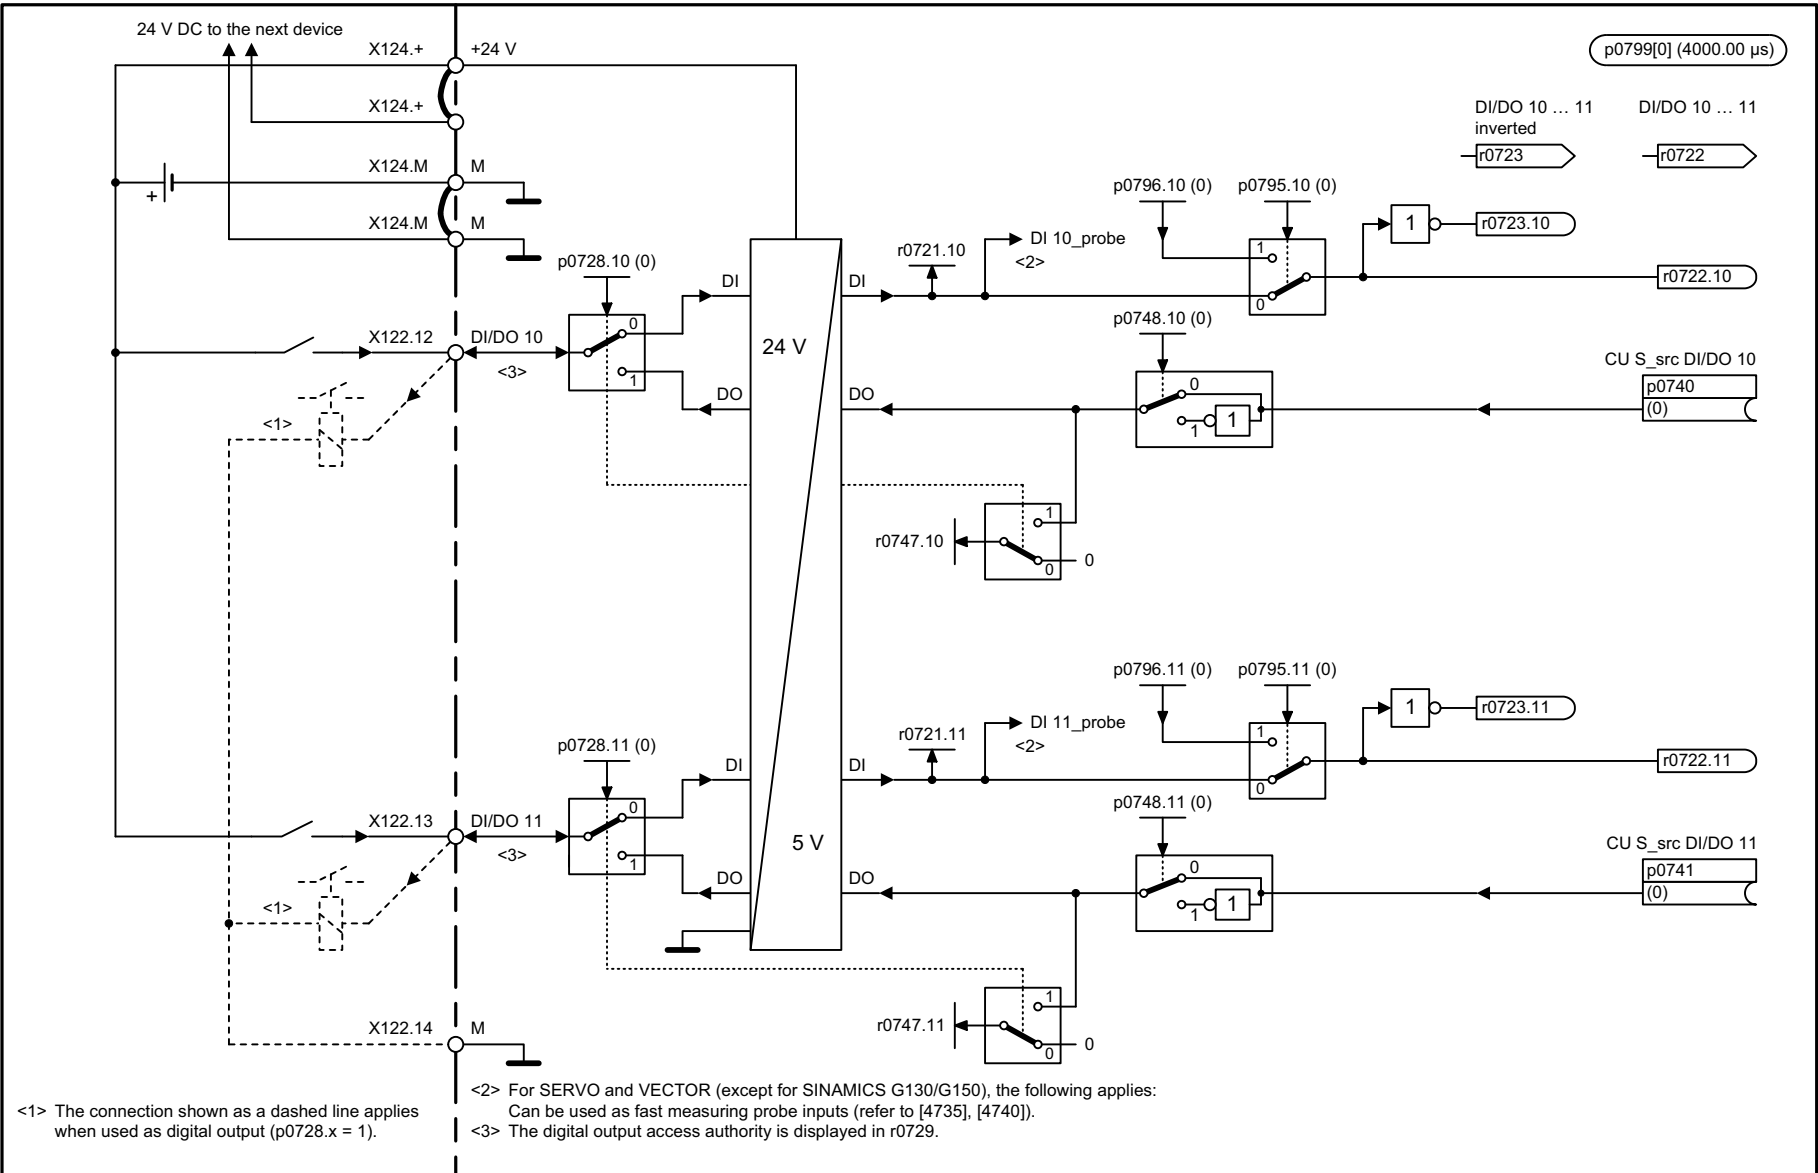 24 V DC to the next device
X124.+
+24 V
p0799[0] (4000.00 µs)
X124.+
DI/DO 10 … 11
inverted
DI/DO 10 … 11
r0723
r0722
X124.M
M
+
X124.M
M
p0796.10 (0)
p0795.10 (0)
1
r0723.10
p0728.10 (0)
DI
DI
r0721.10
DI 10_probe
<2>
1
0
r0722.10
X122.12
DI/DO 10
<3>
0
1
24 V
p0748.10 (0)
CU S_src DI/DO 10
p0740
(0)
DO
DO
0
1
1
<1>
r0747.10
1
0
0
p0796.11 (0)
p0795.11 (0)
1
r0723.11
p0728.11 (0)
DI
DI
r0721.11
DI 11_probe
<2>
1
0
r0722.11
X122.13
DI/DO 11
<3>
0
1
5 V
p0748.11 (0)
CU S_src DI/DO 11
p0741
(0)
DO
DO
0
1
1
<1>
r0747.11
1
0
0
X122.14
M
<1> The connection shown as a dashed line applies
when used as digital output (p0728.x = 1).
<2> For SERVO and VECTOR (except for SINAMICS G130/G150), the following applies:
Can be used as fast measuring probe inputs (refer to [4735], [4740]).
<3> The digital output access authority is displayed in r0729.